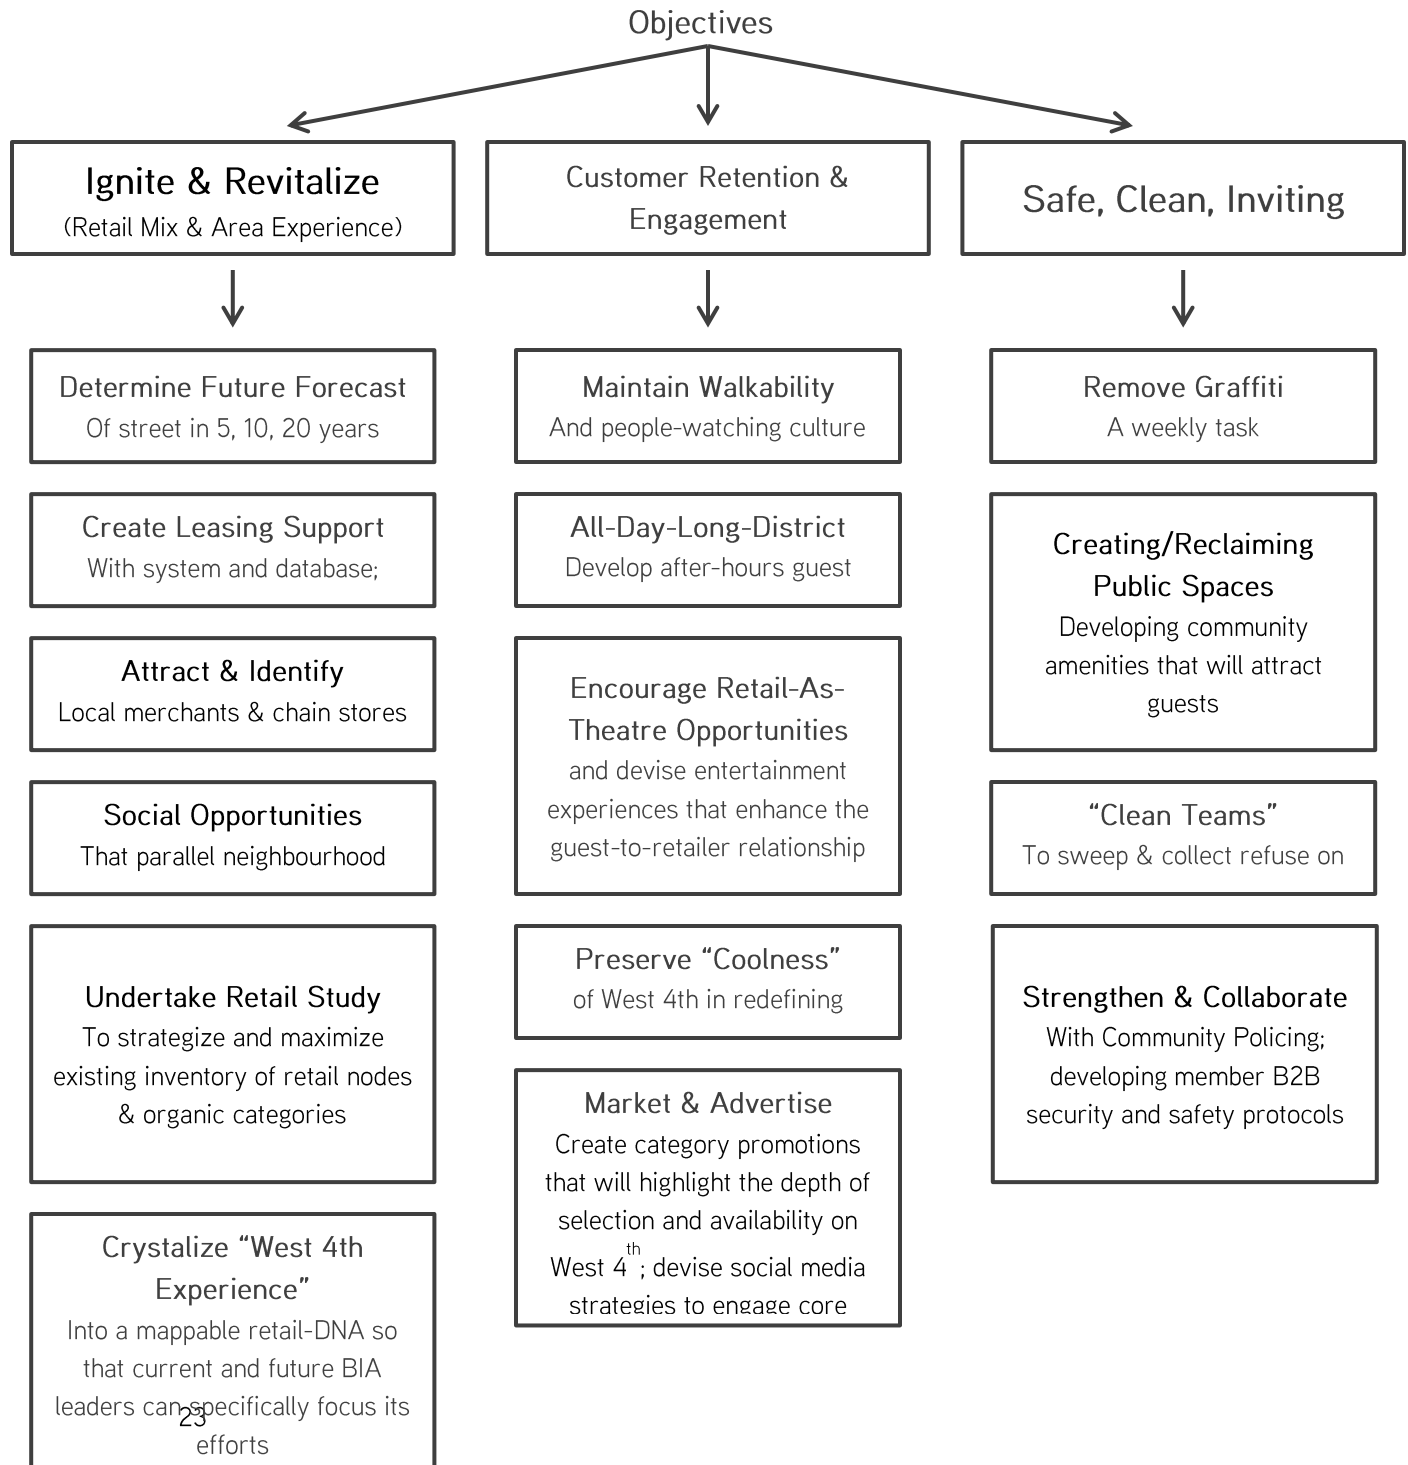 Objectives
Ignite & Revitalize
(Retail Mix & Area Experience)
Customer Retention &
Engagement
Safe, Clean, Inviting
Determine Future Forecast
Of street in 5, 10, 20 years
Create Leasing Support
With system and database;
Attract & Identify
Local merchants & chain stores
Social Opportunities
That parallel neighbourhood
Undertake Retail Study
To strategize and maximize
existing inventory of retail nodes
& organic categories
Crystalize “West 4th
Experience”
Into a mappable retail-DNA so
that current and future BIA
leaders can specifically focus its
efforts
23
Maintain Walkability
And people-watching culture
All-Day-Long-District
Develop after-hours guest
Encourage Retail-As-
Theatre Opportunities
and devise entertainment
experiences that enhance the
guest-to-retailer relationship
Preserve “Coolness”
of West 4th in redefining
Market & Advertise
Create category promotions
that will highlight the depth of
selection and availability on
West 4th; devise social media
strategies to engage core
Remove Graffiti
A weekly task
Creating/Reclaiming
Public Spaces
Developing community
amenities that will attract
guests
“Clean Teams”
To sweep & collect refuse on
Strengthen & Collaborate
With Community Policing;
developing member B2B
security and safety protocols